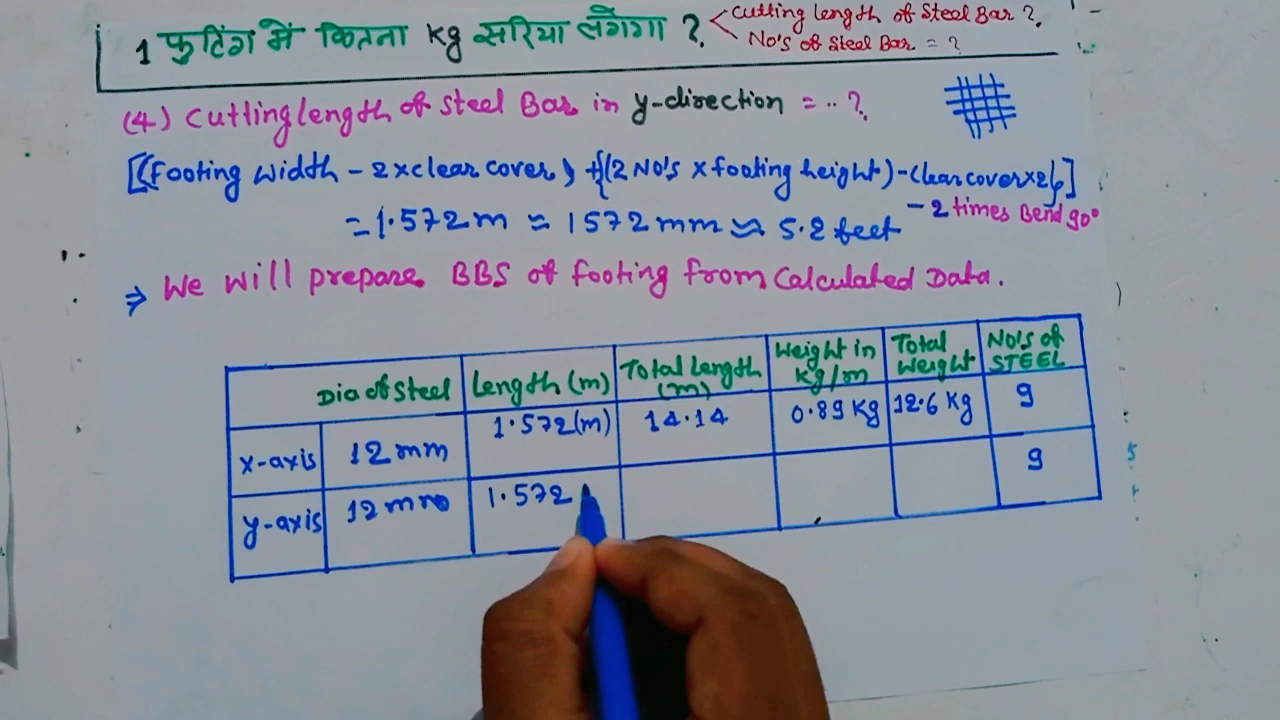 1 फुटिंग में कितना kg सरिया लगेगा ?
Cutting length of Steel Bar ?.
No's of Steel Bar = ?
(4) Cutting length of Steel Bar in y-direction = .. ?
[(Footing width - 2 x clear cover) + {(2 No's x footing height) - clear cover x 2}]
- 2 times Bend 90°
= 1.572 m ≈ 1572 mm ≈ 5.2 feet
⇒ We will prepare BBS of footing from Calculated Data.
Dia of Steel Length (m) Total Length (m) Weight in Kg/m Total Weight No's of STEEL
x-axis 12 mm 1.572 (m) 14.14 0.89 Kg 12.6 Kg 9
y-axis 12 mm 1.572 9